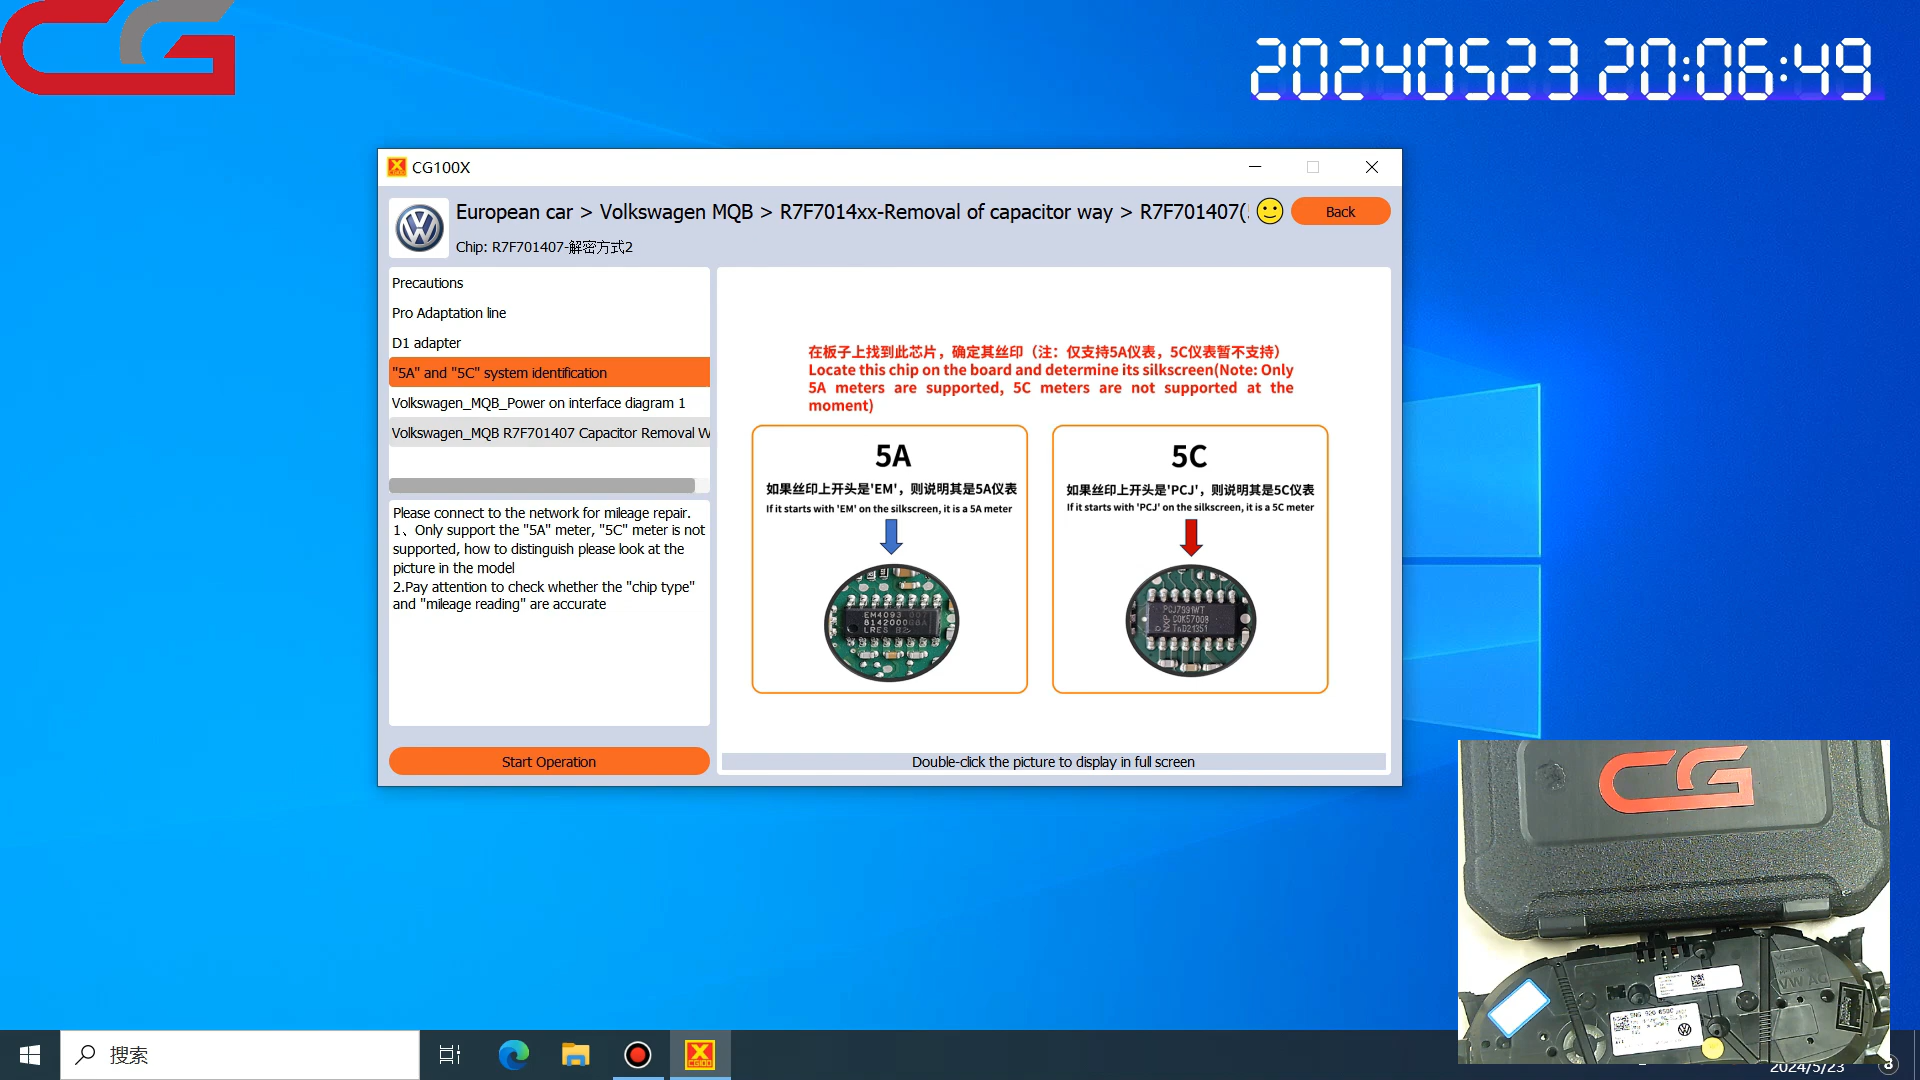 CG
20240523 20:06:49
CG100X
European car > Volkswagen MQB > R7F7014xx-Removal of capacitor way > R7F701407(
Back
Chip: R7F701407-解密方式2
Precautions
Pro Adaptation line
D1 adapter
"5A" and "5C" system identification
Volkswagen_MQB_Power on interface diagram 1
Volkswagen_MQB R7F701407 Capacitor Removal W
Please connect to the network for mileage repair.
1、Only support the "5A" meter, "5C" meter is not
supported, how to distinguish please look at the
picture in the model
2.Pay attention to check whether the "chip type"
and "mileage reading" are accurate
Start Operation
在板子上找到此芯片，确定其丝印（注：仅支持5A仪表，5C仪表暂不支持）
Locate this chip on the board and determine its silkscreen(Note: Only
5A meters are supported, 5C meters are not supported at the
moment)
5A
如果丝印上开头是'EM'，则说明其是5A仪表
If it starts with 'EM' on the silkscreen, it is a 5A meter
EM4093
LRES
5C
如果丝印上开头是'PCJ'，则说明其是5C仪表
If it starts with 'PCJ' on the silkscreen, it is a 5C meter
PCJ7991WT
C0K57008
TnD21351
NXP
Double-click the picture to display in full screen
CG
VW AG
搜索
CG100
2024/5/23
8